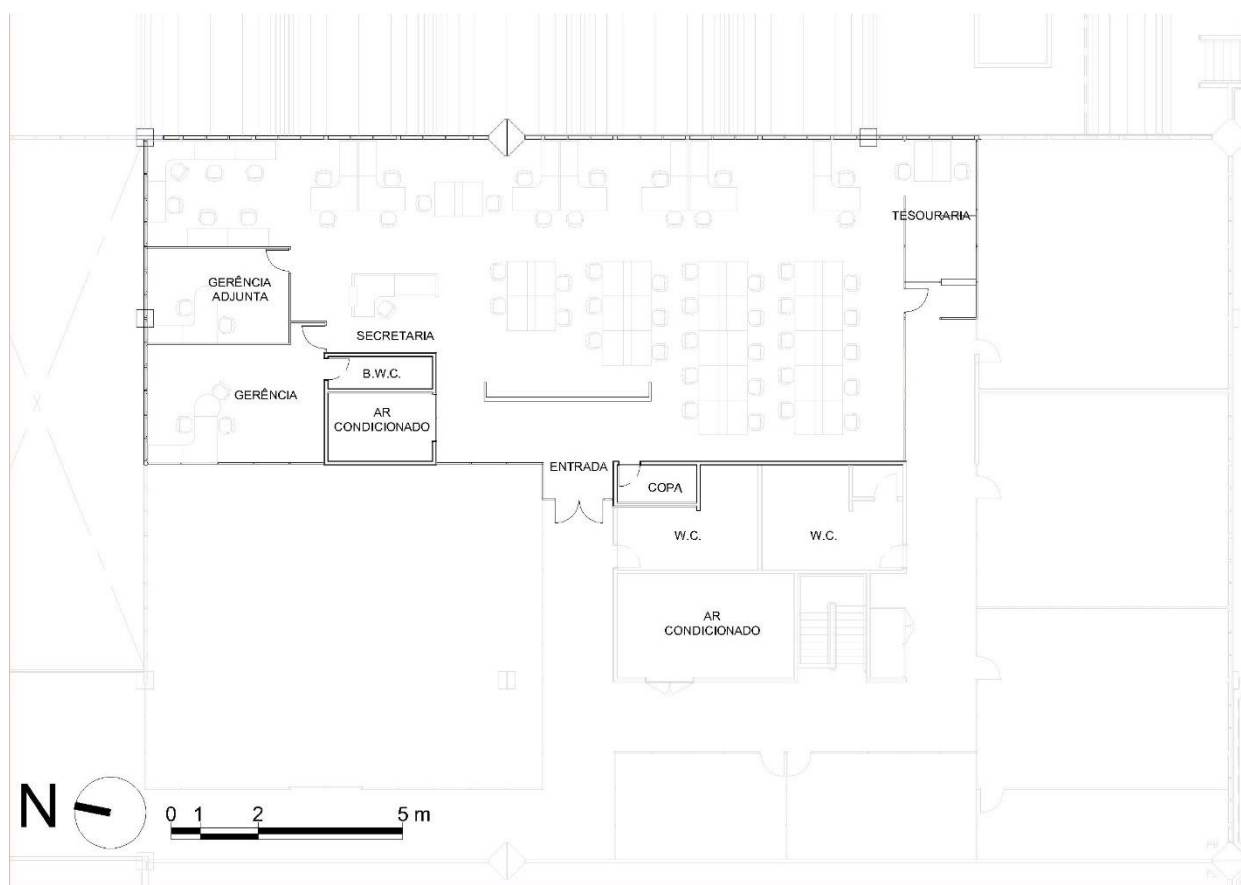 TESOURARIA
GERÊNCIA
ADJUNTA
SECRETARIA
B.W.C.
GERÊNCIA
AR
CONDICIONADO
ENTRADA
COPA
W.C.
W.C.
AR
CONDICIONADO
N
0 1 2 5 m